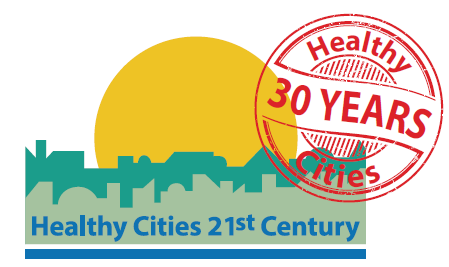 Healthy
30 YEARS
Cities
Healthy Cities 21st Century